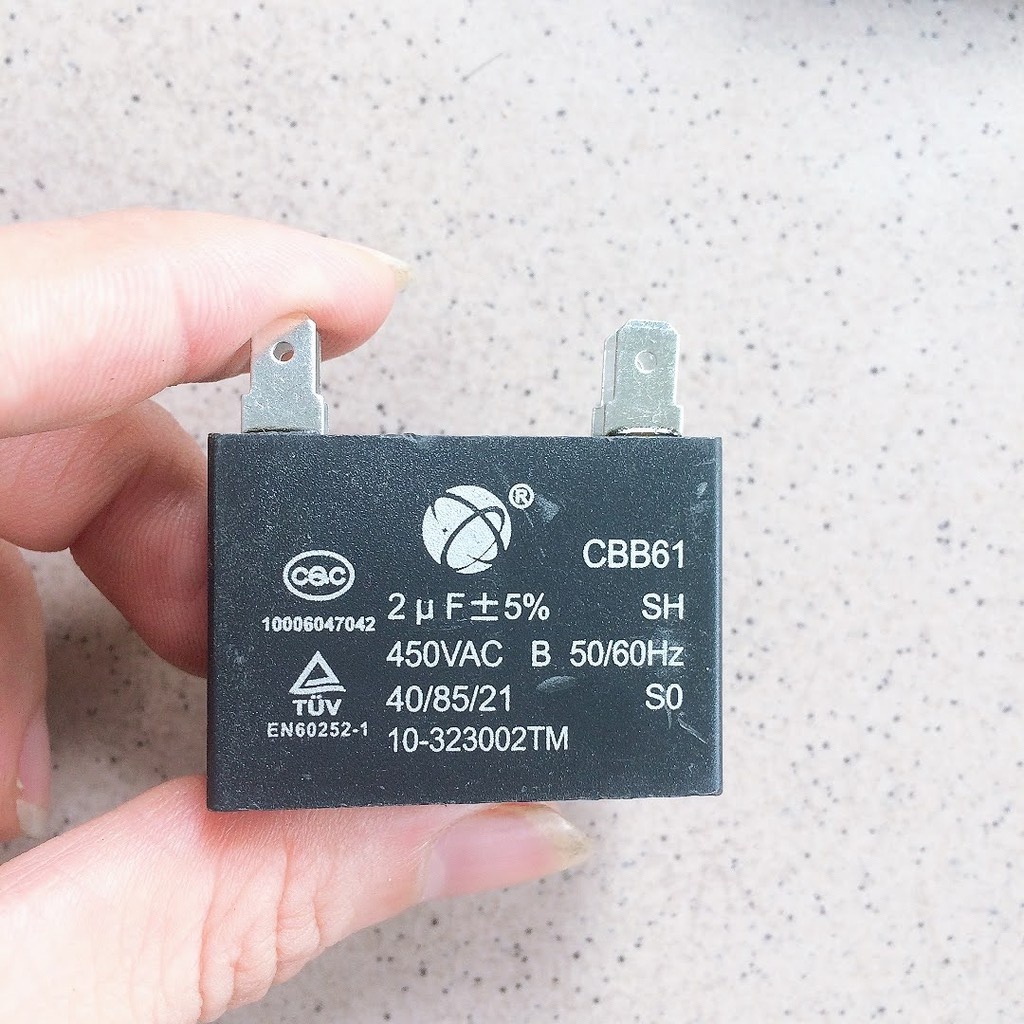 ®
CBB61
CQC
10006047042
2 μ F±5% SH
450VAC B 50/60Hz
TÜV
40/85/21 S0
EN60252-1
10-323002TM